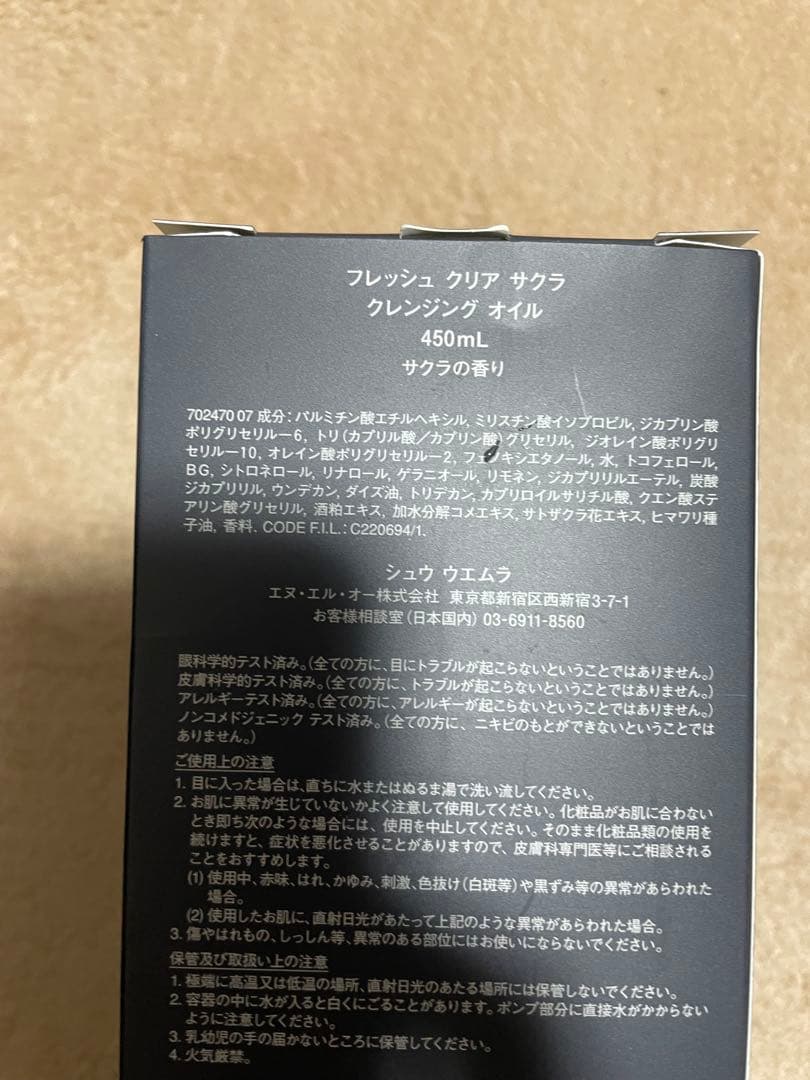 フレッシュ クリア サクラ
クレンジング オイル
450mL
サクラの香り
702470 07 成分：パルミチン酸エチルヘキシル, ミリスチン酸イソプロピル, ジカプリン酸
ポリグリセリル－6, トリ（カプリル酸／カプリン酸）グリセリル, ジオレイン酸ポリグリ
セリル－10, オレイン酸ポリグリセリル－2, フェノキシエタノール, 水, トコフェロール,
BG, シトロネロール, リナロール, ゲラニオール, リモネン, ジカプリリルエーテル, 炭酸
ジカプリリル, ウンデカン, ダイズ油, トリデカン, カプリロイルサリチル酸, クエン酸ステ
アリン酸グリセリル, 酒粕エキス, 加水分解コメエキス, サトザクラ花エキス, ヒマワリ種
子油, 香料. CODE F.I.L.：C220694/1.
シュウ ウエムラ
エヌ・エル・オー株式会社 東京都新宿区西新宿3-7-1
お客様相談室（日本国内）03-6911-8560
眼科学的テスト済み。（全ての方に、目にトラブルが起こらないということではありません。）
皮膚科学的テスト済み。（全ての方に、トラブルが起こらないということではありません。）
アレルギーテスト済み。（全ての方に、アレルギーが起こらないということではありません。）
ノンコメドジェニック テスト済み。（全ての方に、ニキビのもとができないということでは
ありません。）
ご使用上の注意
1. 目に入った場合は、直ちに水またはぬるま湯で洗い流してください。
2. お肌に異常が生じていないかよく注意して使用してください。化粧品がお肌に合わない
とき即ち次のような場合には、使用を中止してください。そのまま化粧品類の使用を
続けますと、症状を悪化させることがありますので、皮膚科専門医等にご相談される
ことをおすすめします。
(1) 使用中、赤味、はれ、かゆみ、刺激、色抜け（白斑等）や黒ずみ等の異常があらわれた
場合。
(2) 使用したお肌に、直射日光があたって上記のような異常があらわれた場合。
3. 傷やはれもの、しっしん等、異常のある部位にはお使いにならないでください。
保管及び取扱い上の注意
1. 極端に高温又は低温の場所、直射日光のあたる場所には保管しないでください。
2. 容器の中に水が入ると白くにごることがあります。ポンプ部分に直接水がかからない
ように注意してください。
3. 乳幼児の手の届かないところに保管してください。
4. 火気厳禁。